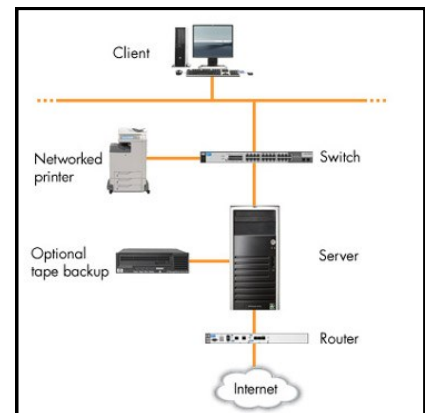 Client
Networked
printer
Switch
Optional
tape backup
Server
Router
Internet